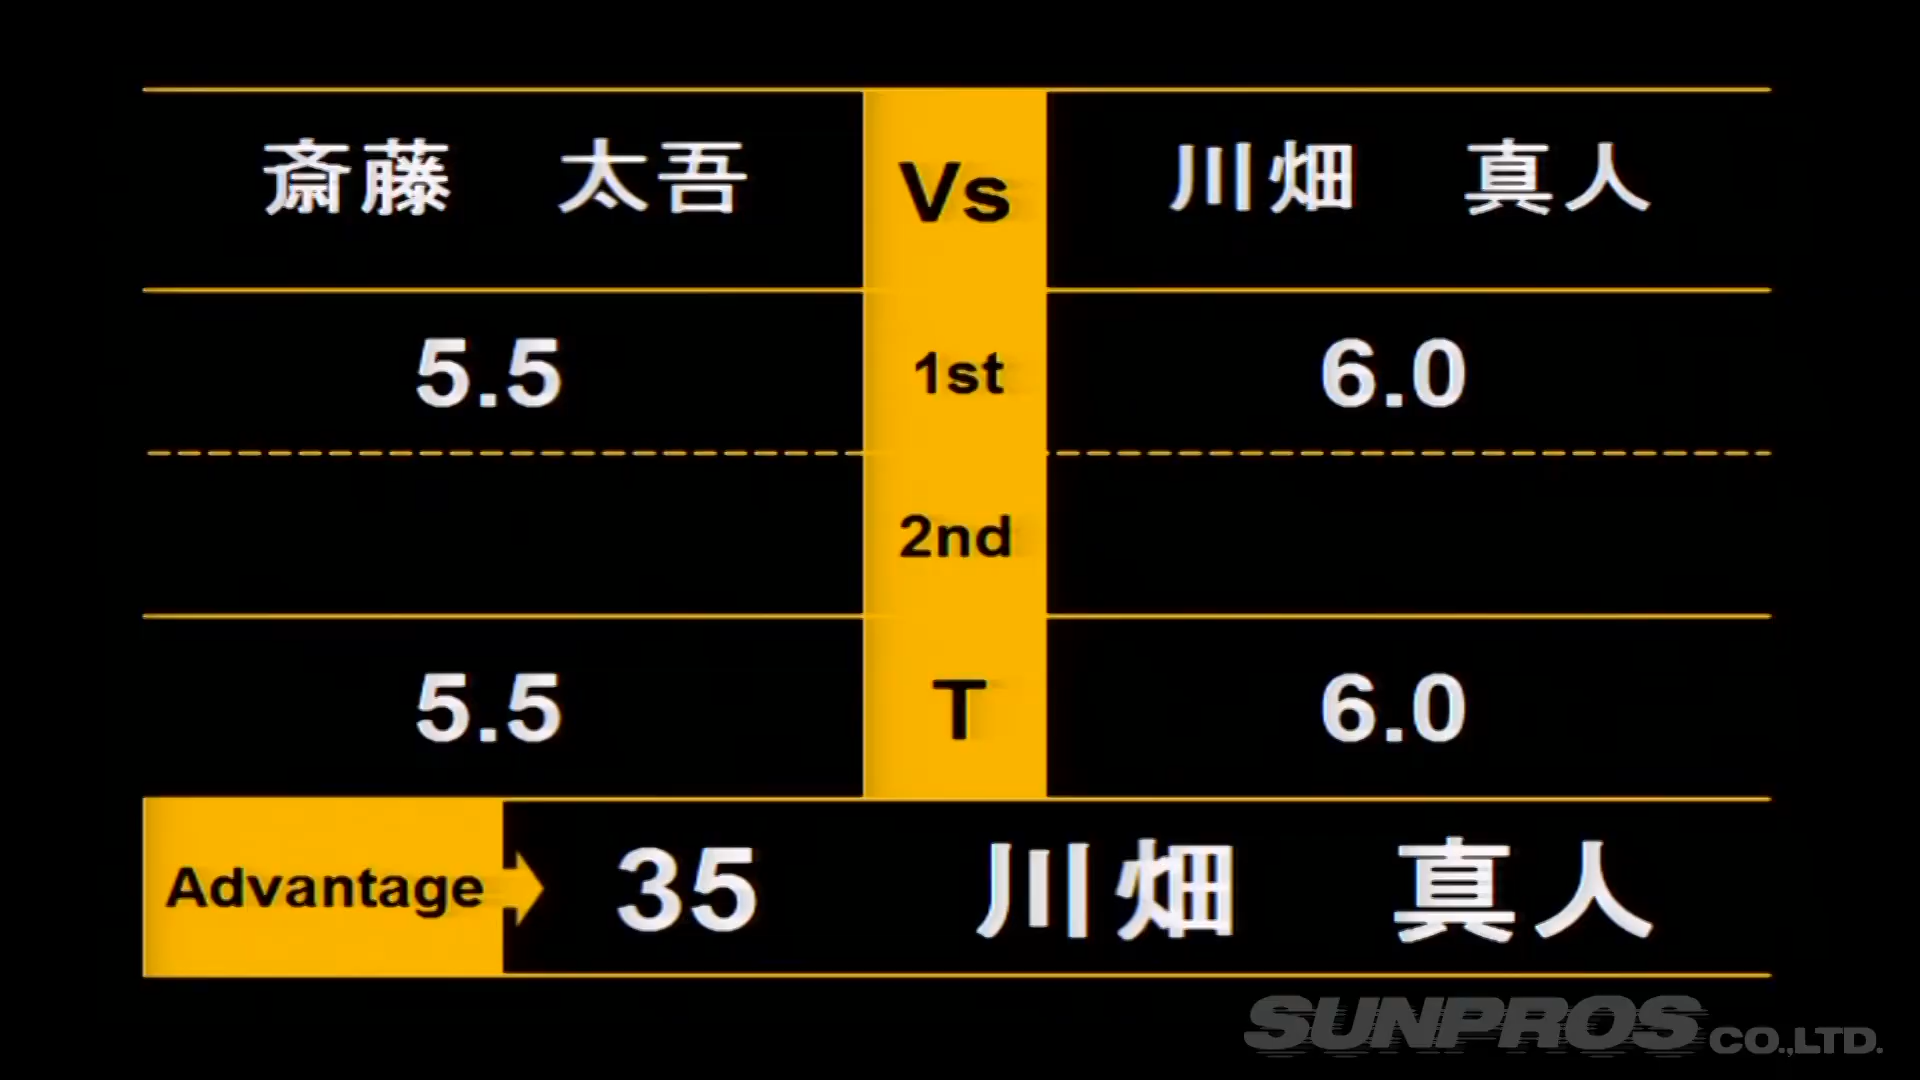 斎藤　太吾 Vs 川畑　真人
5.5 1st 6.0
2nd
5.5 T 6.0
Advantage 35 川畑　真人
SUNPROS CO.,LTD.